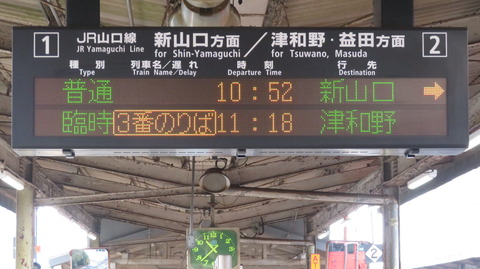 1 JR山口線 新山口方面／津和野・益田方面 2
JR Yamaguchi Line for Shin-Yamaguchi for Tsuwano, Masuda
種別 列車名／遅れ 時刻 行先
Type Train Name／Delay Departure Time Destination
普通 10:52 新山口 ➡
臨時 3番のりば 11:18 津和野
2